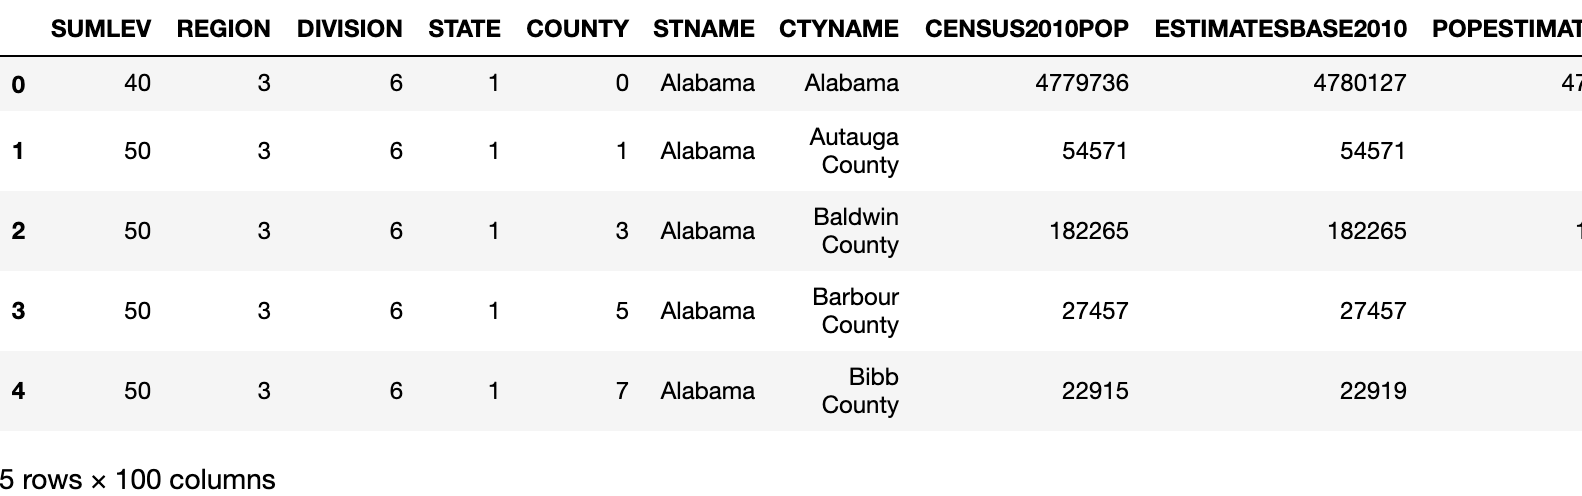 SUMLEV REGION DIVISION STATE COUNTY STNAME CTYNAME CENSUS2010POP ESTIMATESBASE2010 POPESTIMAT
0 40 3 6 1 0 Alabama Alabama 4779736 4780127 47
1 50 3 6 1 1 Alabama Autauga County 54571 54571
2 50 3 6 1 3 Alabama Baldwin County 182265 182265 1
3 50 3 6 1 5 Alabama Barbour County 27457 27457
4 50 3 6 1 7 Alabama Bibb County 22915 22919
5 rows × 100 columns